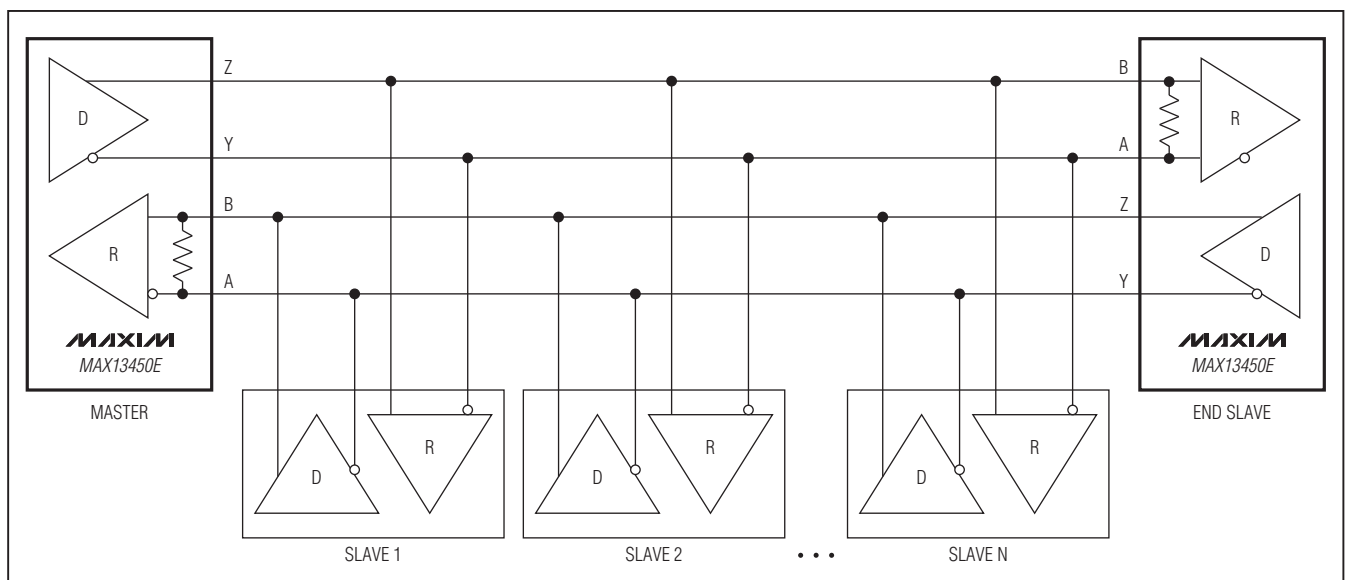 Z
B
D
R
Y
A
B
Z
R
D
A
Y
MAXIM
MAX13450E
MAXIM
MAX13450E
MASTER
END SLAVE
D
R
D
R
D
R
SLAVE 1
SLAVE 2
• • •
SLAVE N